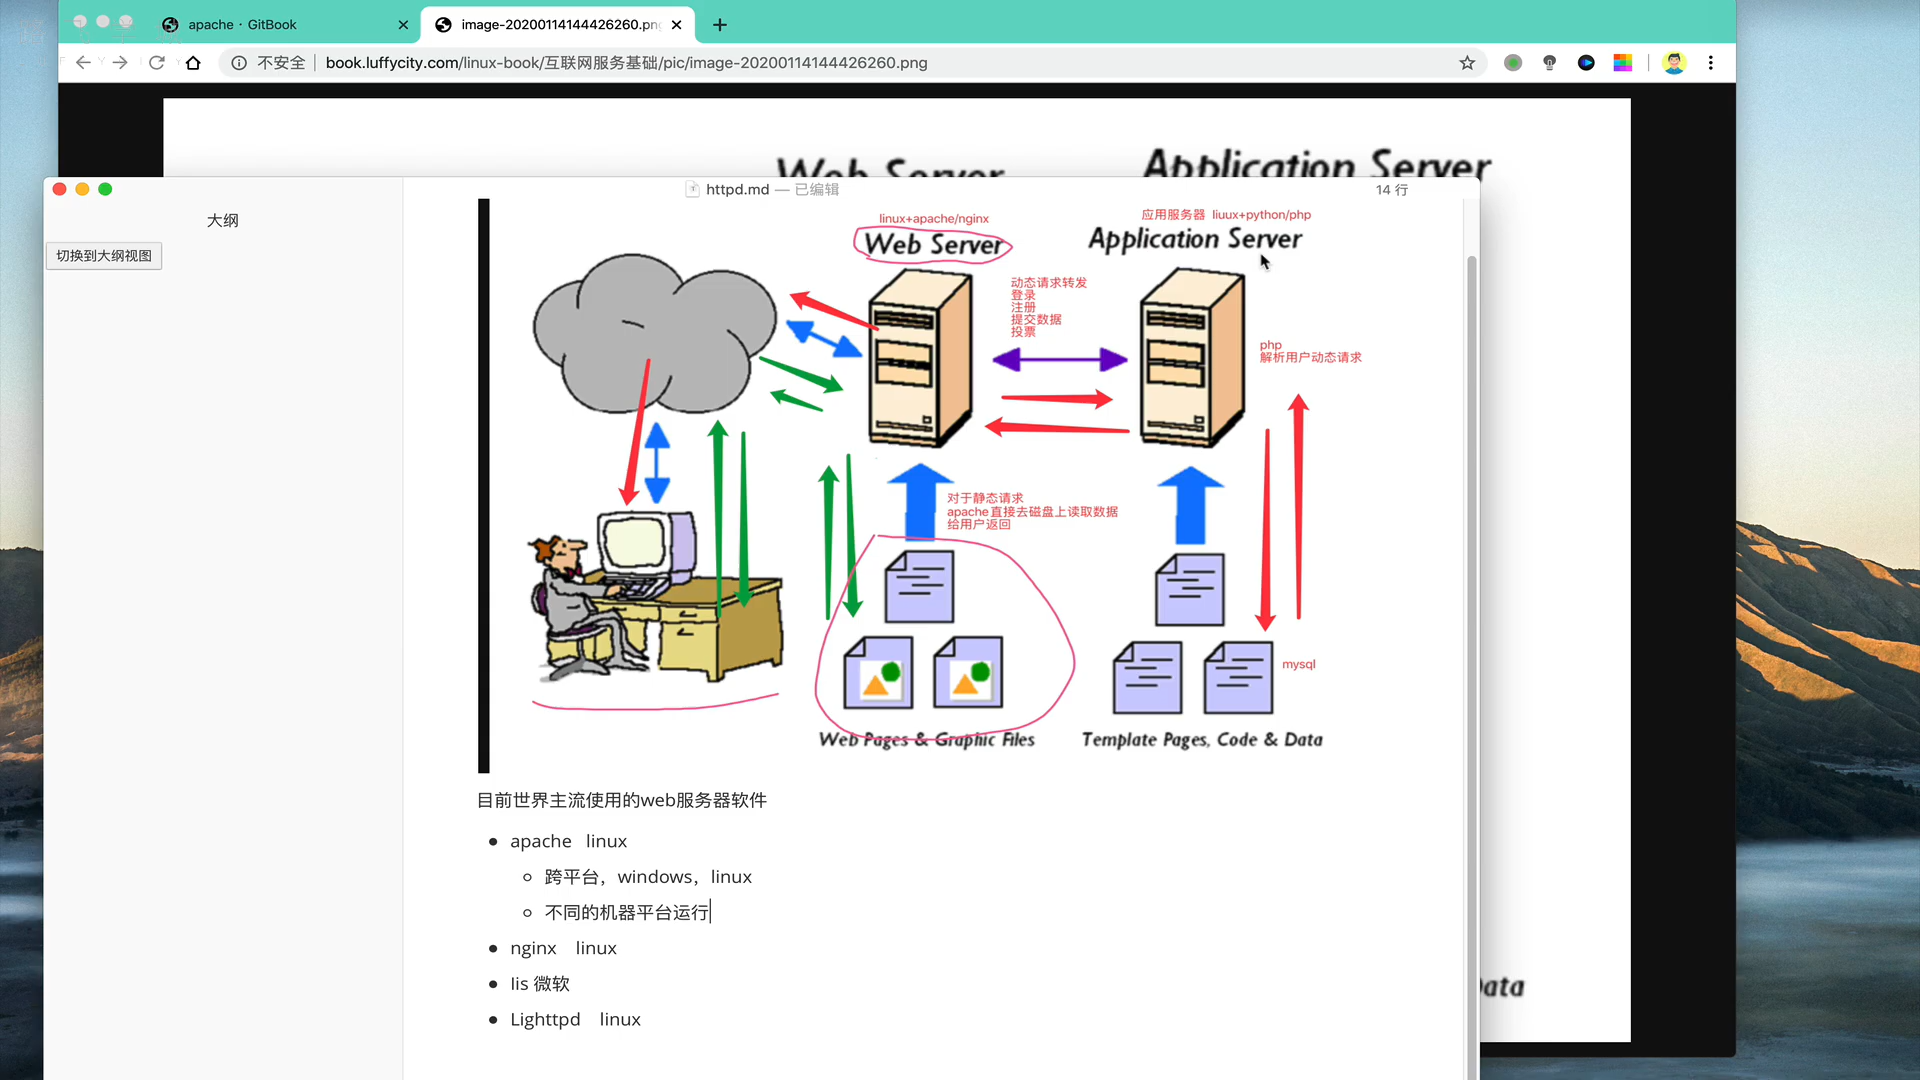 apache · GitBook
image-20200114144426260.png
不安全
book.luffycity.com/linux-book/互联网服务基础/pic/image-20200114144426260.png
Web Server
Application Server
httpd.md — 已编辑
14 行
大纲
切换到大纲视图
linux+apache/nginx
应用服务器 liuux+python/php
Web Server
Application Server
动态请求转发
登录
注册
提交数据
投票
php
解析用户动态请求
对于静态请求
apache直接去磁盘上读取数据
给用户返回
mysql
Web Pages & Graphic Files
Template Pages, Code & Data
目前世界主流使用的web服务器软件
apache linux
跨平台，windows，linux
不同的机器平台运行
nginx linux
Iis 微软
Lighttpd linux
Data